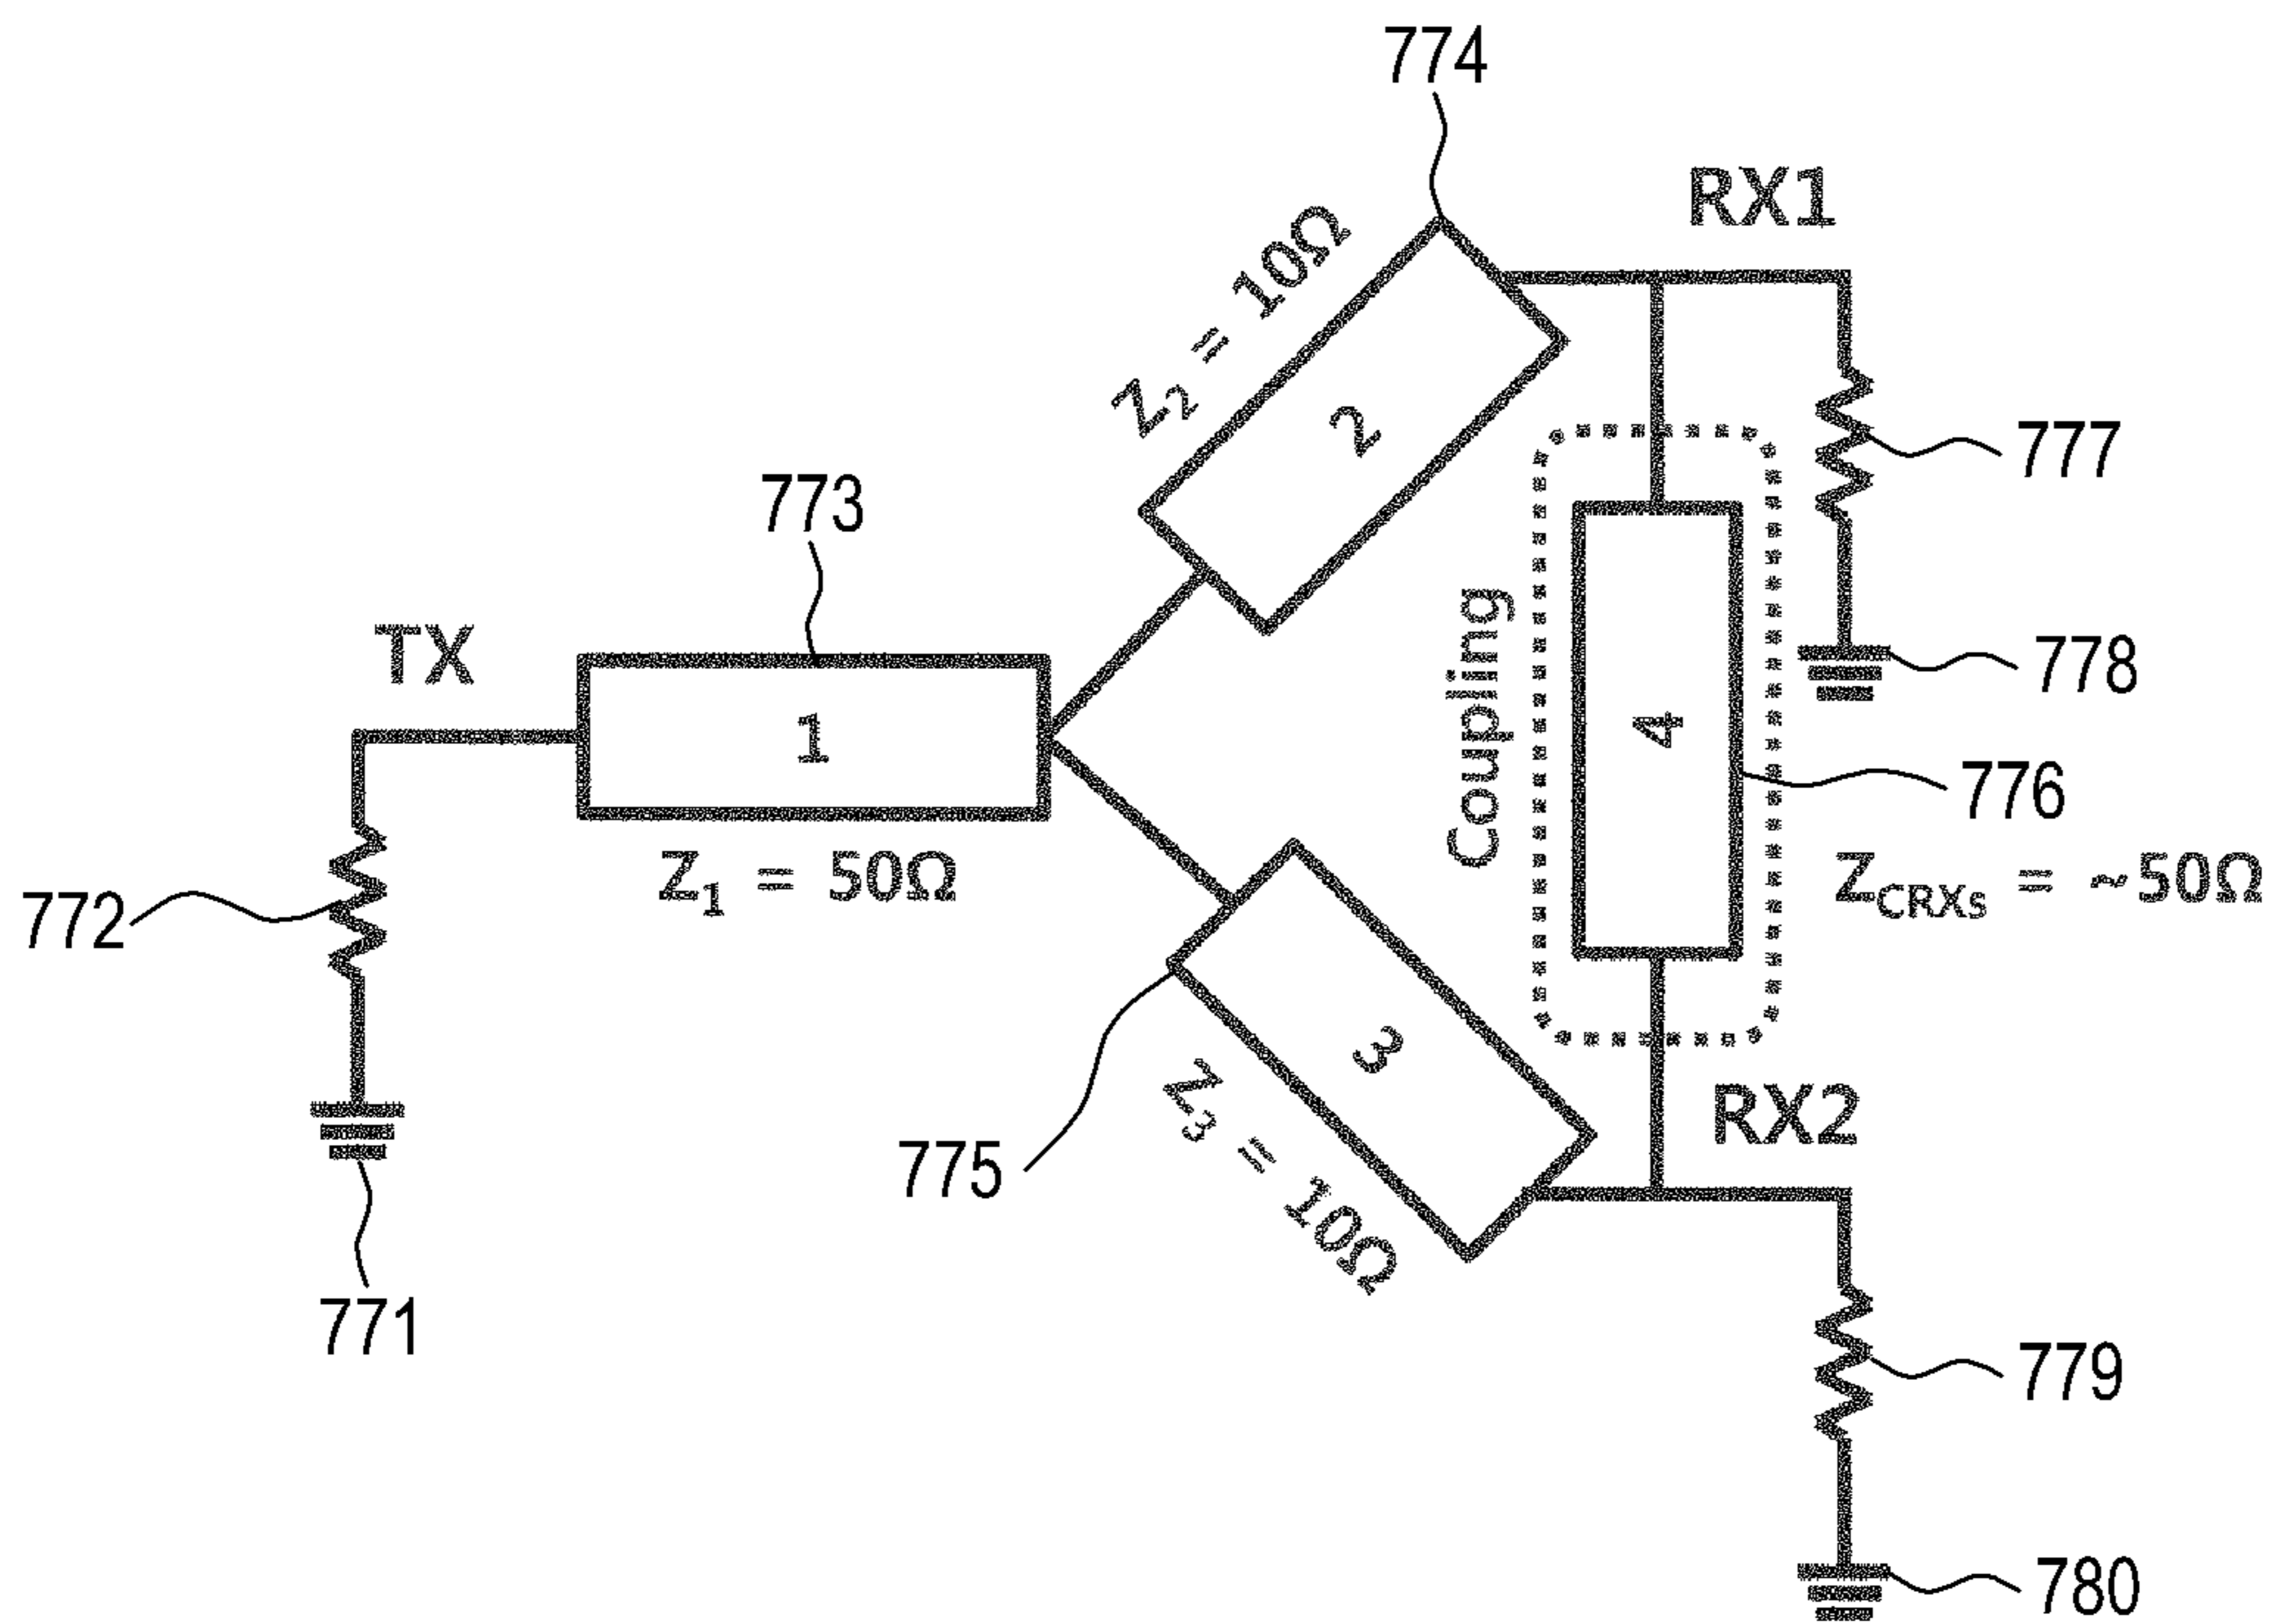 774
RX1
Z₂ = 10Ω
2
777
773
TX
1
Z₁ = 50Ω
778
Coupling
4
776
Z_CRXs = ~50Ω
772
3
Z₃ = 10Ω
RX2
775
771
779
780